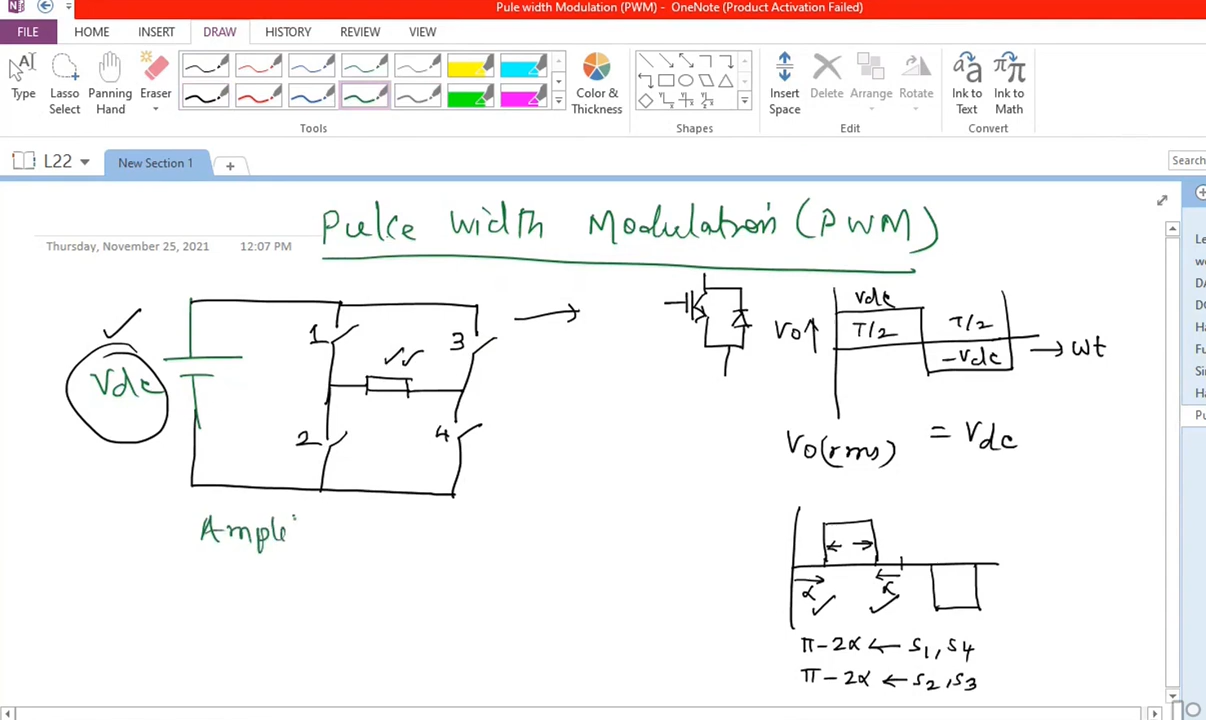 Pule width Modulation (PWM) - OneNote (Product Activation Failed)
FILE HOME INSERT DRAW HISTORY REVIEW VIEW
Type
Lasso Select
Panning Hand
Eraser
Color & Thickness
Insert Space
Delete
Arrange
Rotate
Ink to Text
Ink to Math
Tools
Shapes
Edit
Convert
L22
New Section 1
Search
Pulse width Modulation (PWM)
Thursday, November 25, 2021 12:07 PM
Vdc
1
3
2
4
Ample
Vo
Vdc
T/2
T/2
-Vdc
wt
Vo(rms) = Vdc
α
α
π-2α ← S1, S4
π-2α ← S2, S3